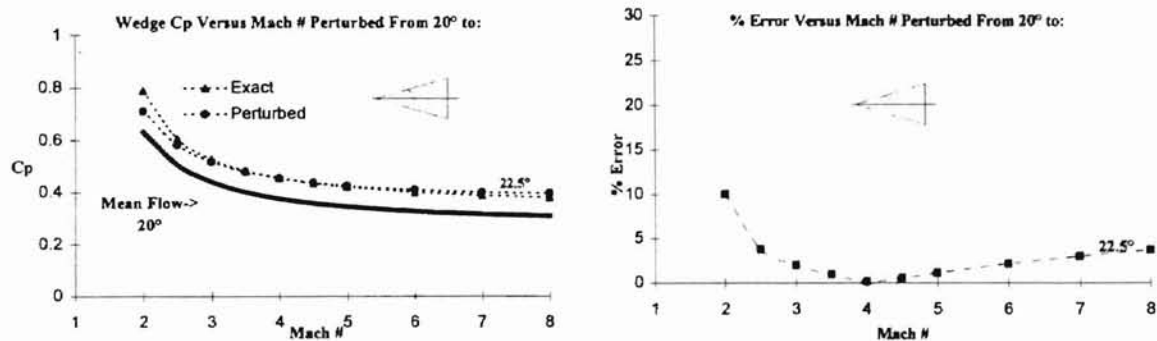 Wedge Cp Versus Mach # Perturbed From 20° to:
1
0.8
0.6
0.4
0.2
0
Cp
Exact
Perturbed
22.5°
Mean Flow->
20°
1 2 3 4 5 6 7 8
Mach #
% Error Versus Mach # Perturbed From 20° to:
30
25
20
15
10
5
0
% Error
22.5°
1 2 3 4 5 6 7 8
Mach #